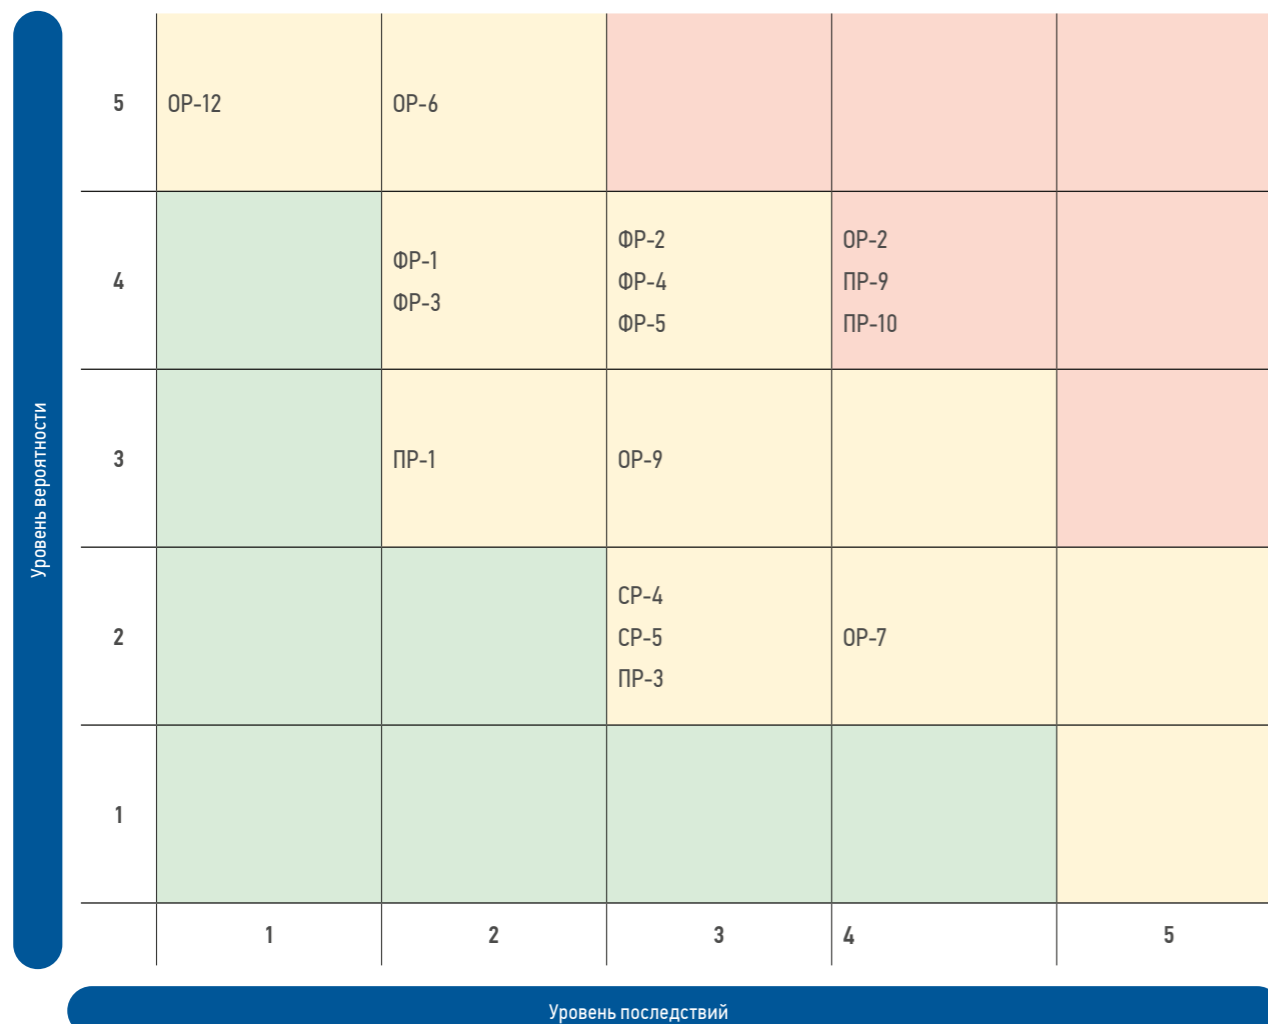 Уровень вероятности
5
ОР-12
ОР-6
4
ФР-1
ФР-3
ФР-2
ФР-4
ФР-5
ОР-2
ПР-9
ПР-10
3
ПР-1
ОР-9
2
СР-4
СР-5
ПР-3
ОР-7
1
1
2
3
4
5
Уровень последствий